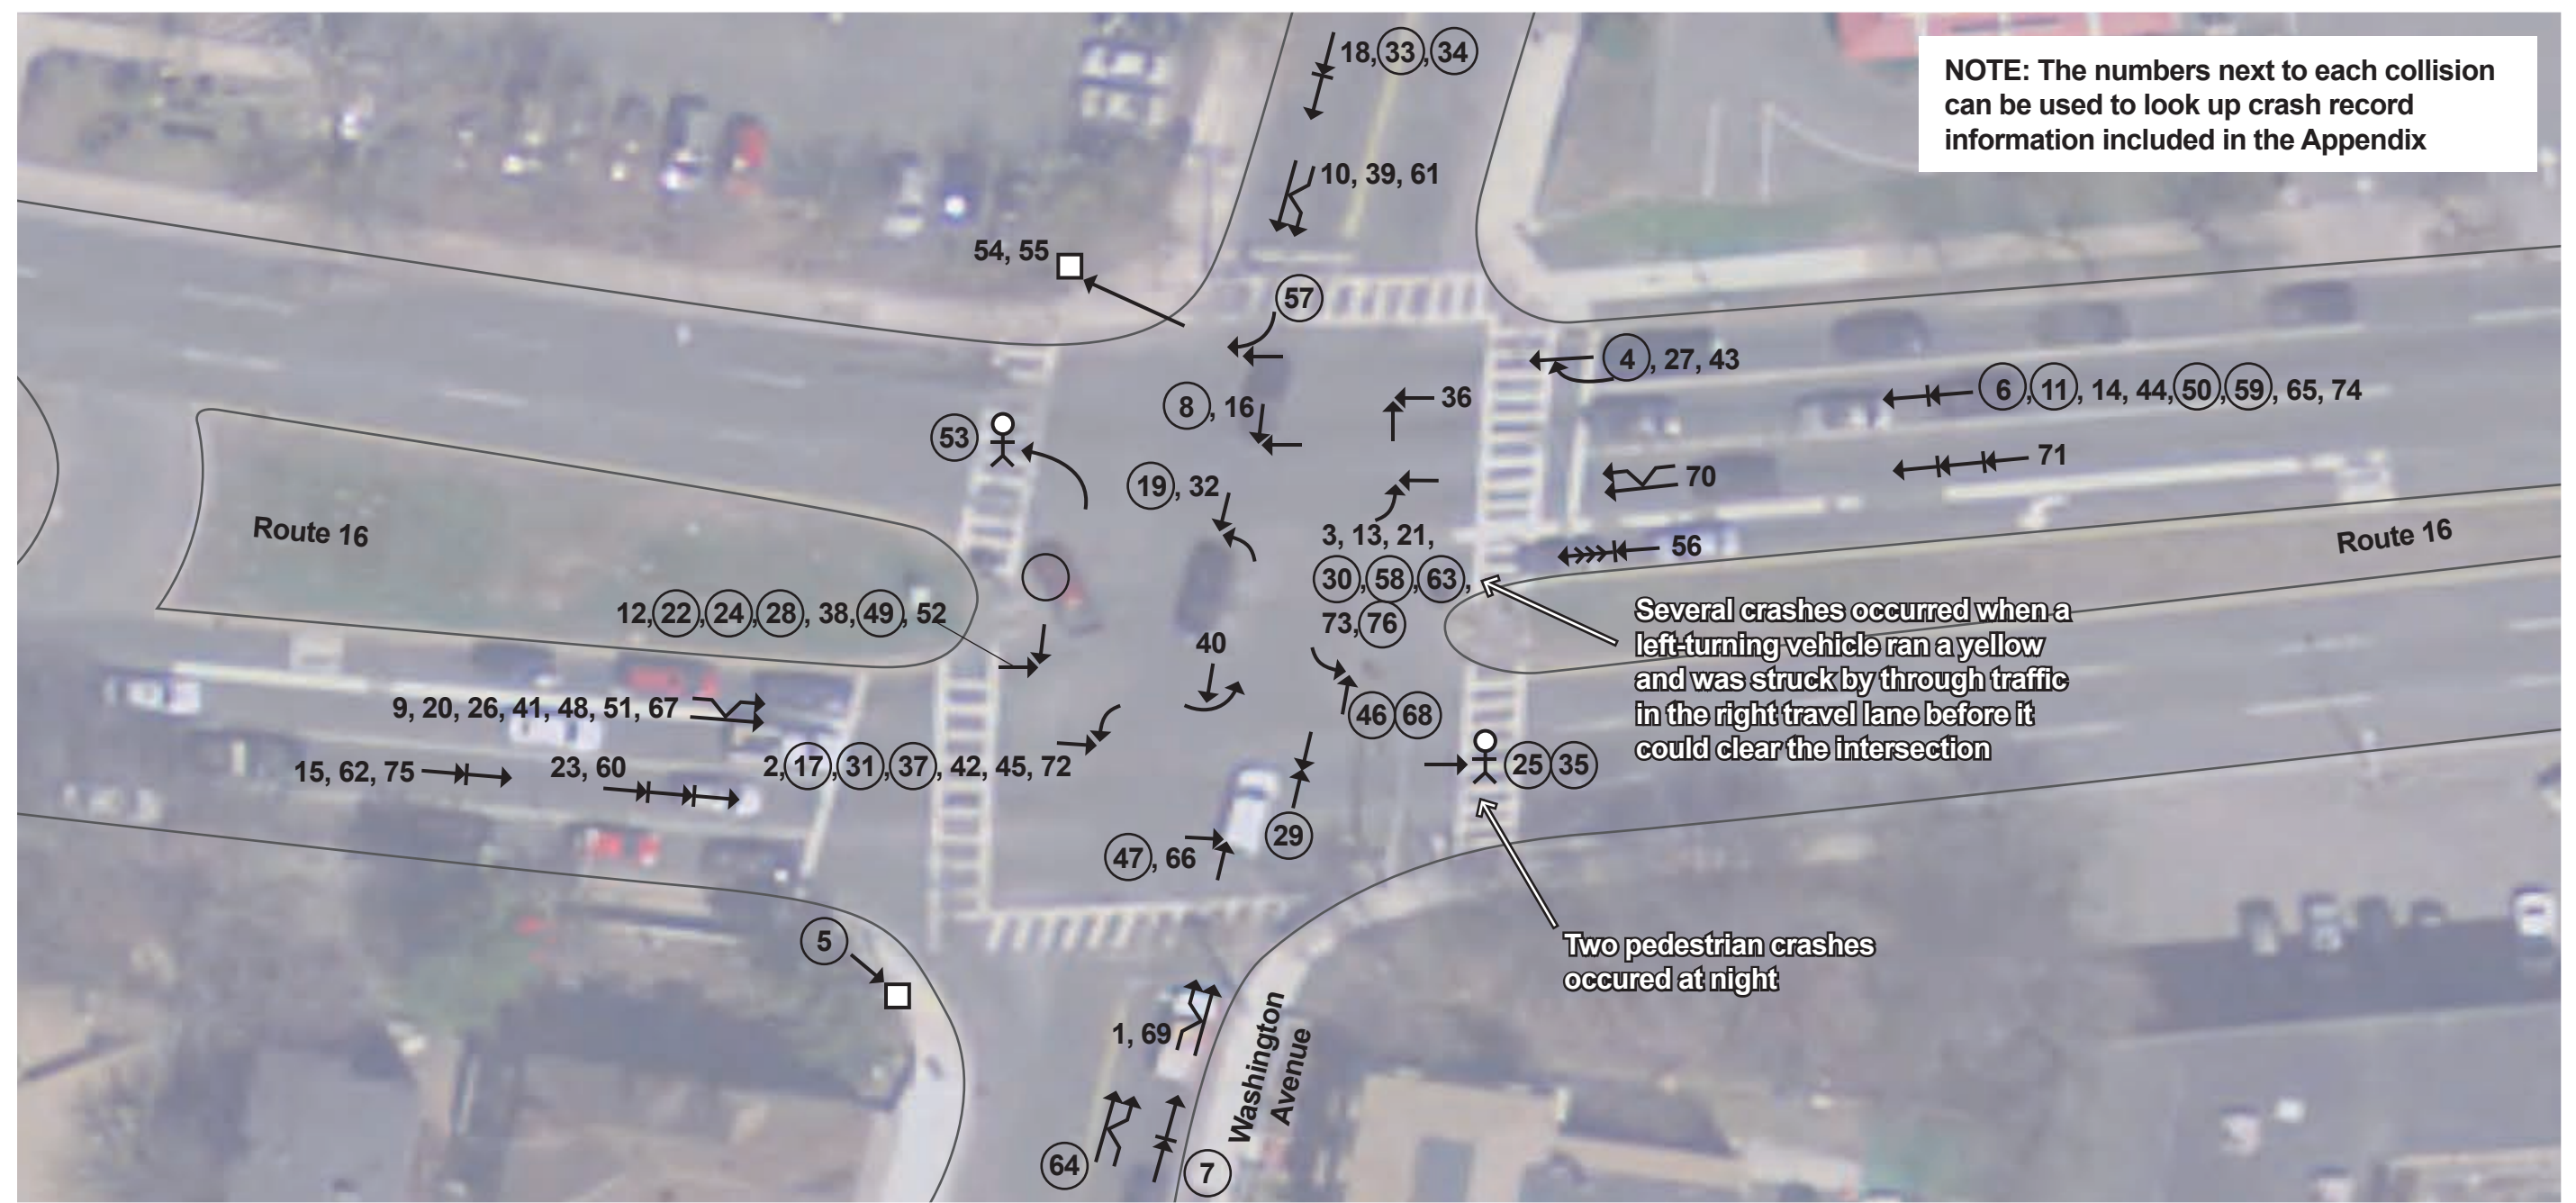 18, 33, 34
NOTE: The numbers next to each collision
can be used to look up crash record
information included in the Appendix
10, 39, 61
54, 55
57
4, 27, 43
6, 11, 14, 44, 50, 59, 65, 74
8, 16
36
53
71
70
19, 32
Route 16
3, 13, 21,
30, 58, 63,
73, 76
56
Route 16
12, 22, 24, 28, 38, 49, 52
Several crashes occurred when a
left-turning vehicle ran a yellow
and was struck by through traffic
in the right travel lane before it
could clear the intersection
40
9, 20, 26, 41, 48, 51, 67
46 68
15, 62, 75
23, 60
2, 17, 31, 37, 42, 45, 72
25 35
29
47, 66
5
Two pedestrian crashes
occured at night
1, 69
Washington
Avenue
64
7